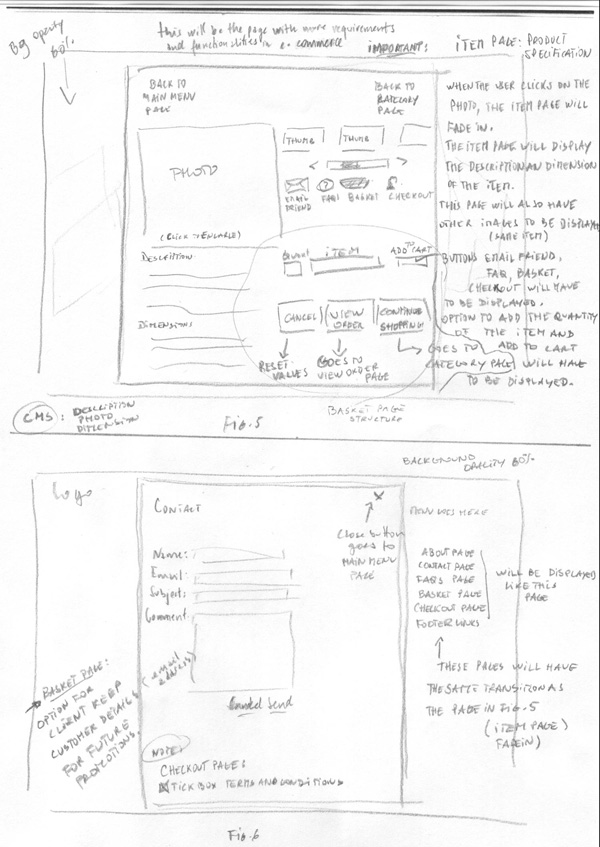 Bg opacity
60%
this will be the page with more requirements
and functionalities in e-commerce
IMPORTANT:
ITEM PAGE: PRODUCT
SPECIFICATION
BACK TO
MAIN MENU
PAGE
BACK TO
CATEGORY
PAGE
PHOTO
(CLICK TO ENLARGE)
THUMB
THUMB
< >
EMAIL
FRIEND
FAQ!
BASKET
CHECKOUT
DESCRIPTION:
ITEM
ADD TO CART
DIMENSIONS:
CANCEL
VIEW
ORDER
CONTINUE
SHOPPING
RESET
VALUES
GOES TO
VIEW ORDER
PAGE
WHEN THE USER CLICKS ON THE
PHOTO, THE ITEM PAGE WILL
FADE IN.
THE ITEM PAGE WILL DISPLAY
THE DESCRIPTION AN DIMENSION
OF THE ITEM.
THIS PAGE WILL ALSO HAVE
OTHER IMAGES TO BE DISPLAYED
(SAME ITEM)
BUTTONS EMAIL FRIEND,
FAQ, BASKET,
CHECKOUT WILL HAVE
TO BE DISPLAYED.
OPTION TO ADD THE QUANTITY
OF THE ITEM AND
ADD TO CART
WILL HAVE
TO BE DISPLAYED.
GOES TO
CATEGORY PAGE
CMS: DESCRIPTION
PHOTO
DIMENSION
Fig.5
BASKET PAGE
STRUCTURE
BACKGROUND
OPACITY 60%
Logo
CONTACT
X
Close button
goes to
MAIN MENU
PAGE
Name:
Email:
Subject:
Comment:
(email
address)
Send
MENU GOES HERE
ABOUT PAGE
CONTACT PAGE
FAQS PAGE
BASKET PAGE
CHECKOUT PAGE
FOOTER LINKS
WILL BE DISPLAYED
LIKE THIS
PAGE
THESE PAGES WILL HAVE
THE SAME TRANSITION AS
THE PAGE IN FIG.5
(ITEM PAGE)
FADE IN)
BASKET PAGE:
OPTION FOR
CLIENT KEEP
CUSTOMER DETAILS
FOR FUTURE
PROMOTIONS.
NOTE:
CHECKOUT PAGE:
TICK BOX TERMS AND CONDITIONS
Fig.6